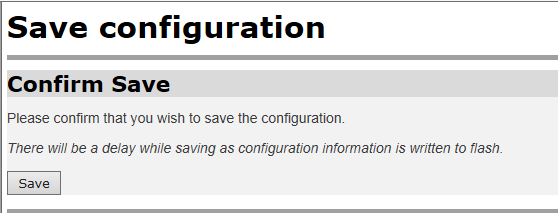 Save configuration
Confirm Save
Please confirm that you wish to save the configuration.
There will be a delay while saving as configuration information is written to flash.
Save